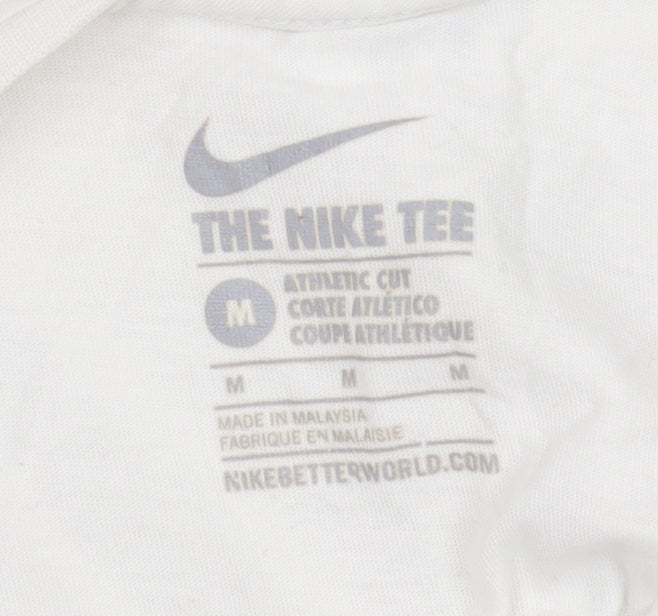 THE NIKE TEE
M
ATHLETIC CUT
CORTE ATLÉTICO
COUPE ATHLÉTIQUE
M M M
MADE IN MALAYSIA
FABRIQUE EN MALAISIE
NIKEBETTERWORLD.COM